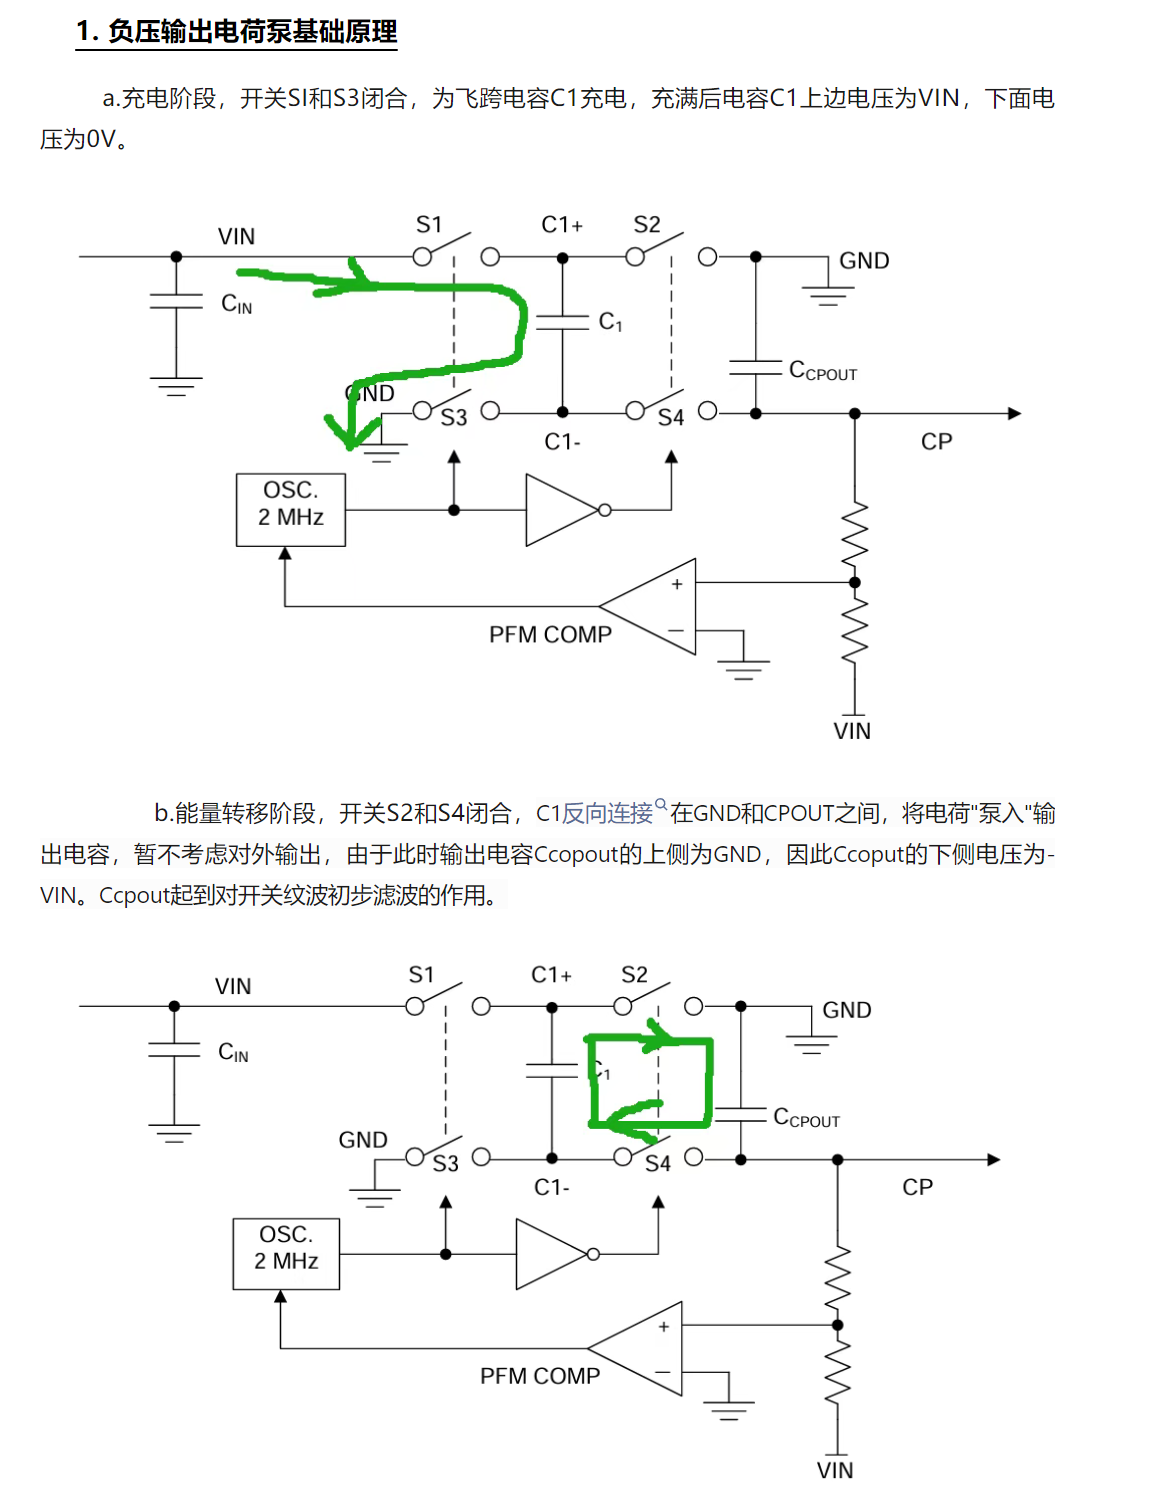 1. 负压输出电荷泵基础原理
a.充电阶段，开关SI和S3闭合，为飞跨电容C1充电，充满后电容C1上边电压为VIN，下面电
压为0V。
VIN S1 C1+ S2 GND
CIN C1
CCPOUT
GND S3 S4
C1- CP
OSC.
2 MHz
+
PFM COMP —
VIN
b.能量转移阶段，开关S2和S4闭合，C1反向连接在GND和CPOUT之间，将电荷"泵入"输
出电容，暂不考虑对外输出，由于此时输出电容Ccopout的上侧为GND，因此Ccoput的下侧电压为-
VIN。Ccpout起到对开关纹波初步滤波的作用。
VIN S1 C1+ S2 GND
CIN C1
CCPOUT
GND S3 S4
C1- CP
OSC.
2 MHz
+
PFM COMP —
VIN